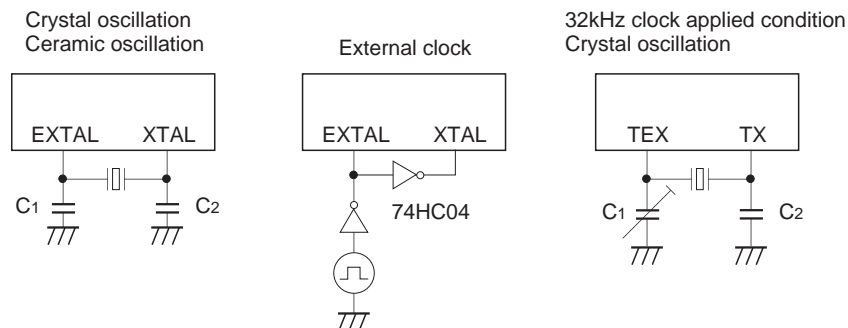 Crystal oscillation
Ceramic oscillation
EXTAL XTAL
C1 C2
External clock
EXTAL XTAL
74HC04
32kHz clock applied condition
Crystal oscillation
TEX TX
C1 C2